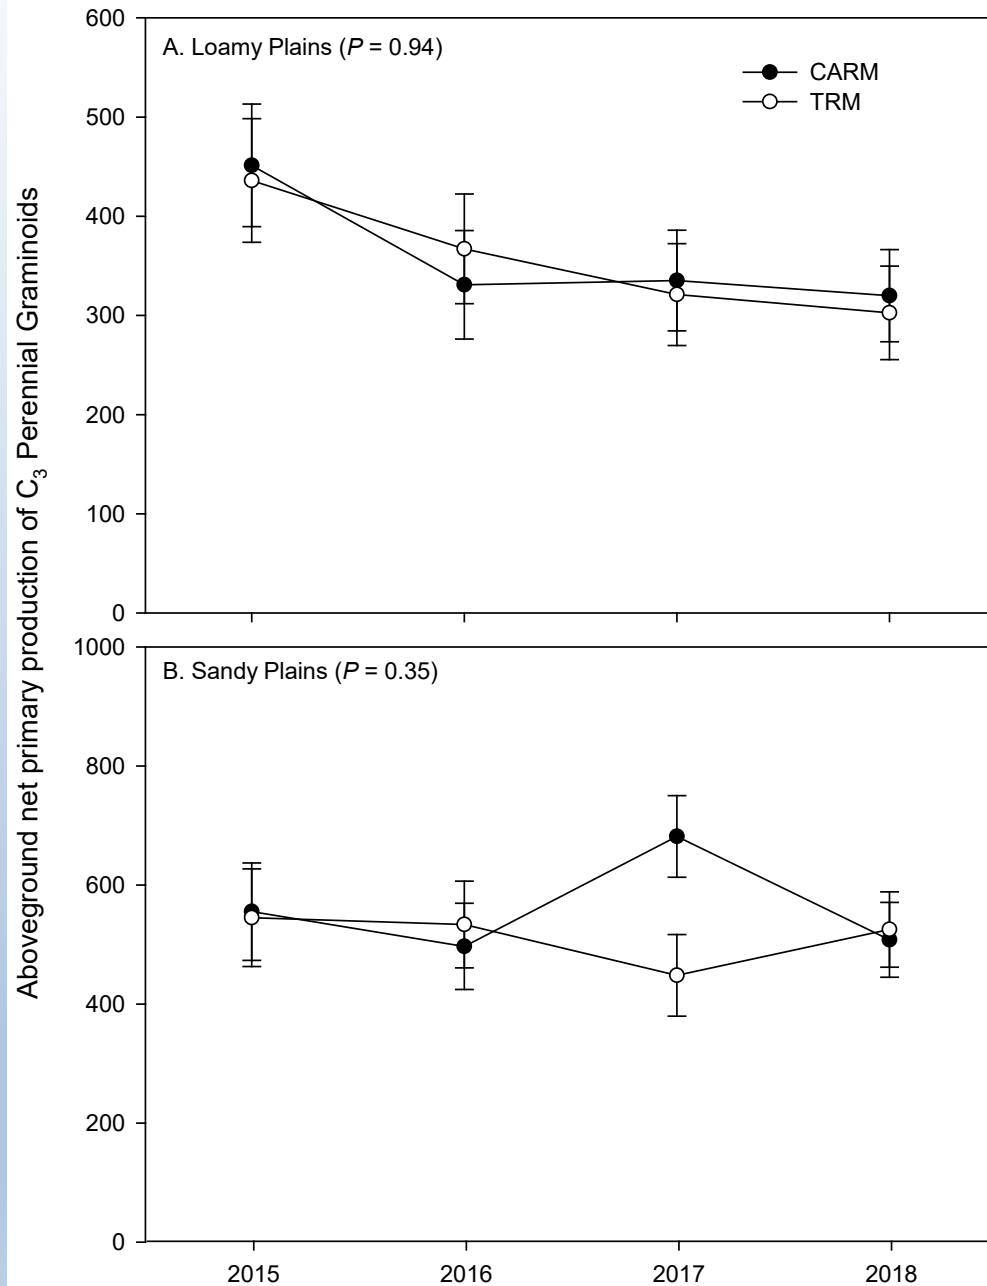 Aboveground net primary production of C₃ Perennial Graminoids
600
A. Loamy Plains (P = 0.94)
CARM
TRM
500
400
300
200
100
0
1000
B. Sandy Plains (P = 0.35)
800
600
400
200
0
2015 2016 2017 2018